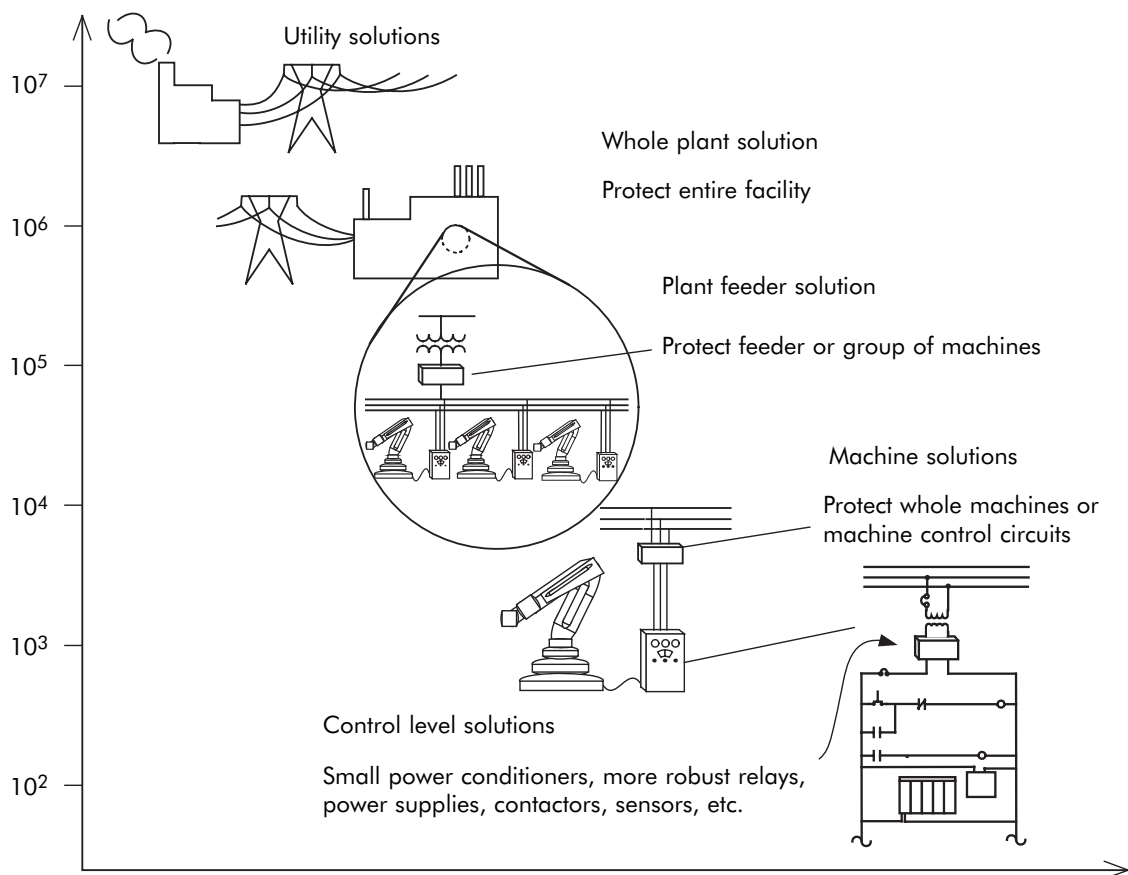 Utility solutions
10⁷
Whole plant solution
Protect entire facility
10⁶
Plant feeder solution
Protect feeder or group of machines
10⁵
Machine solutions
10⁴
Protect whole machines or
machine control circuits
10³
Control level solutions
Small power conditioners, more robust relays,
power supplies, contactors, sensors, etc.
10²